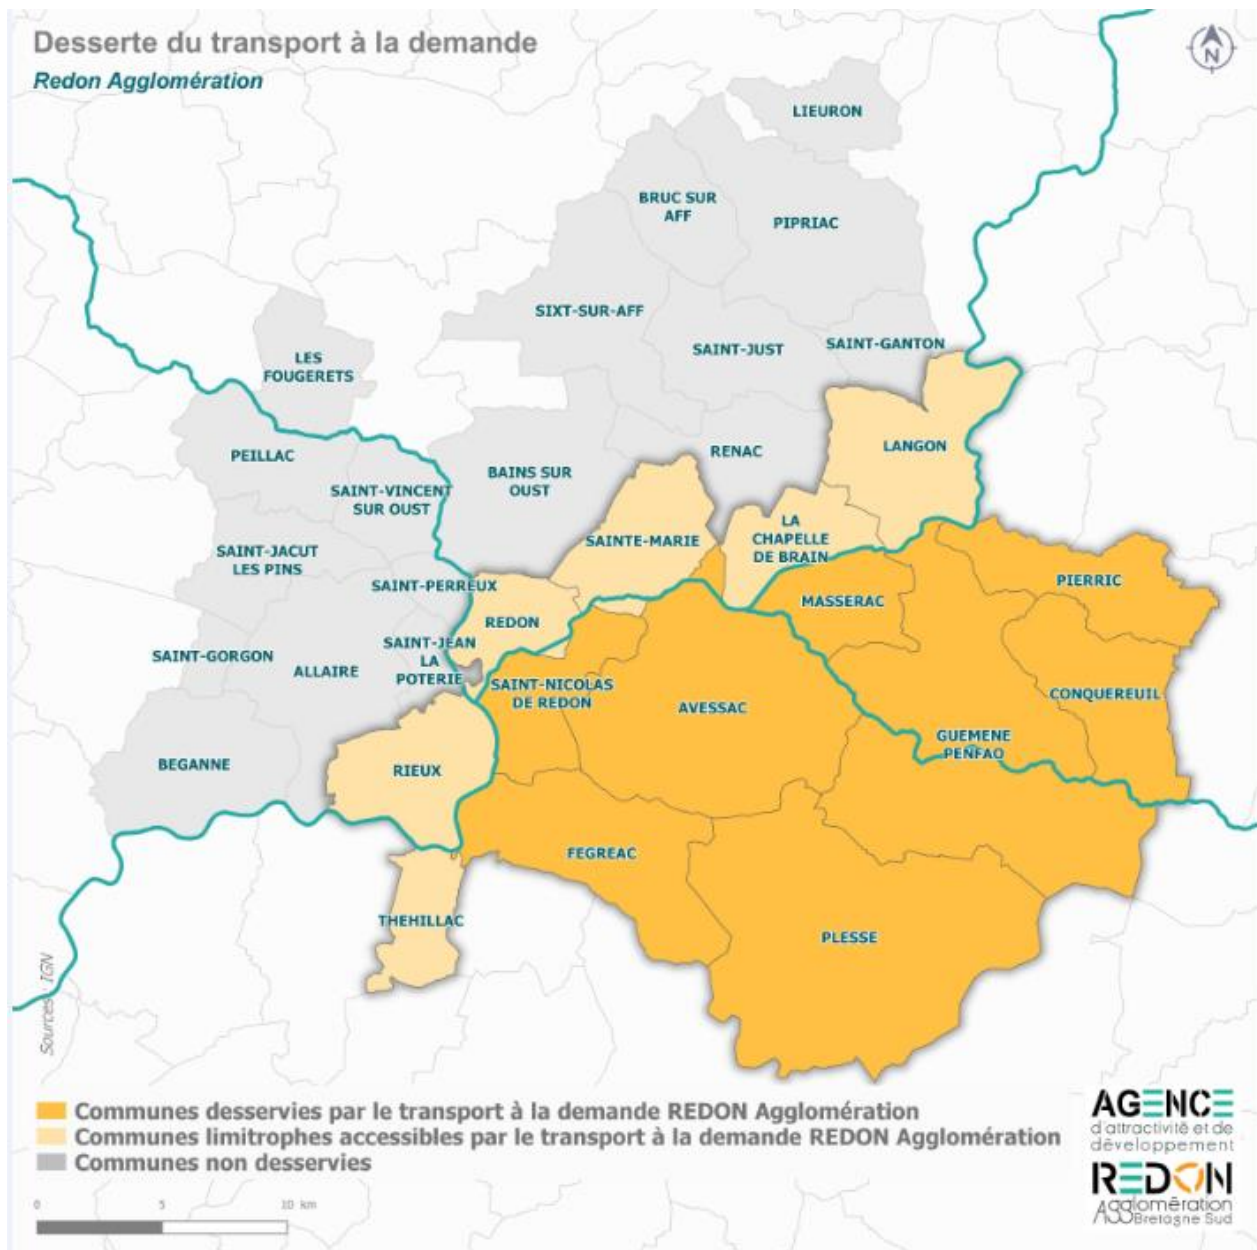 Desserte du transport à la demande
Redon Agglomération
N
LIEURON
BRUC SUR
AFF
PIPRIAC
SIXT-SUR-AFF
SAINT-JUST
SAINT-GANTON
LES
FOUGERETS
LANGON
RENAC
PEILLAC
BAINS SUR
OUST
SAINT-VINCENT
SUR OUST
LA
CHAPELLE
DE BRAIN
SAINTE-MARIE
SAINT-JACUT
LES PINS
SAINT-PERREUX
PIERRIC
MASSERAC
REDON
SAINT-JEAN
LA
POTERIE
SAINT-GORGON
ALLAIRE
SAINT-NICOLAS
DE REDON
CONQUEREUIL
AVESSAC
GUEMENE
PENFAO
BEGANNE
RIEUX
FEGREAC
THEHILLAC
PLESSE
Sources : IGN
Communes desservies par le transport à la demande REDON Agglomération
Communes limitrophes accessibles par le transport à la demande REDON Agglomération
Communes non desservies
0 5 10 km
AGENCE
d'attractivité et de
développement
REDON
Agglomération
Bretagne Sud